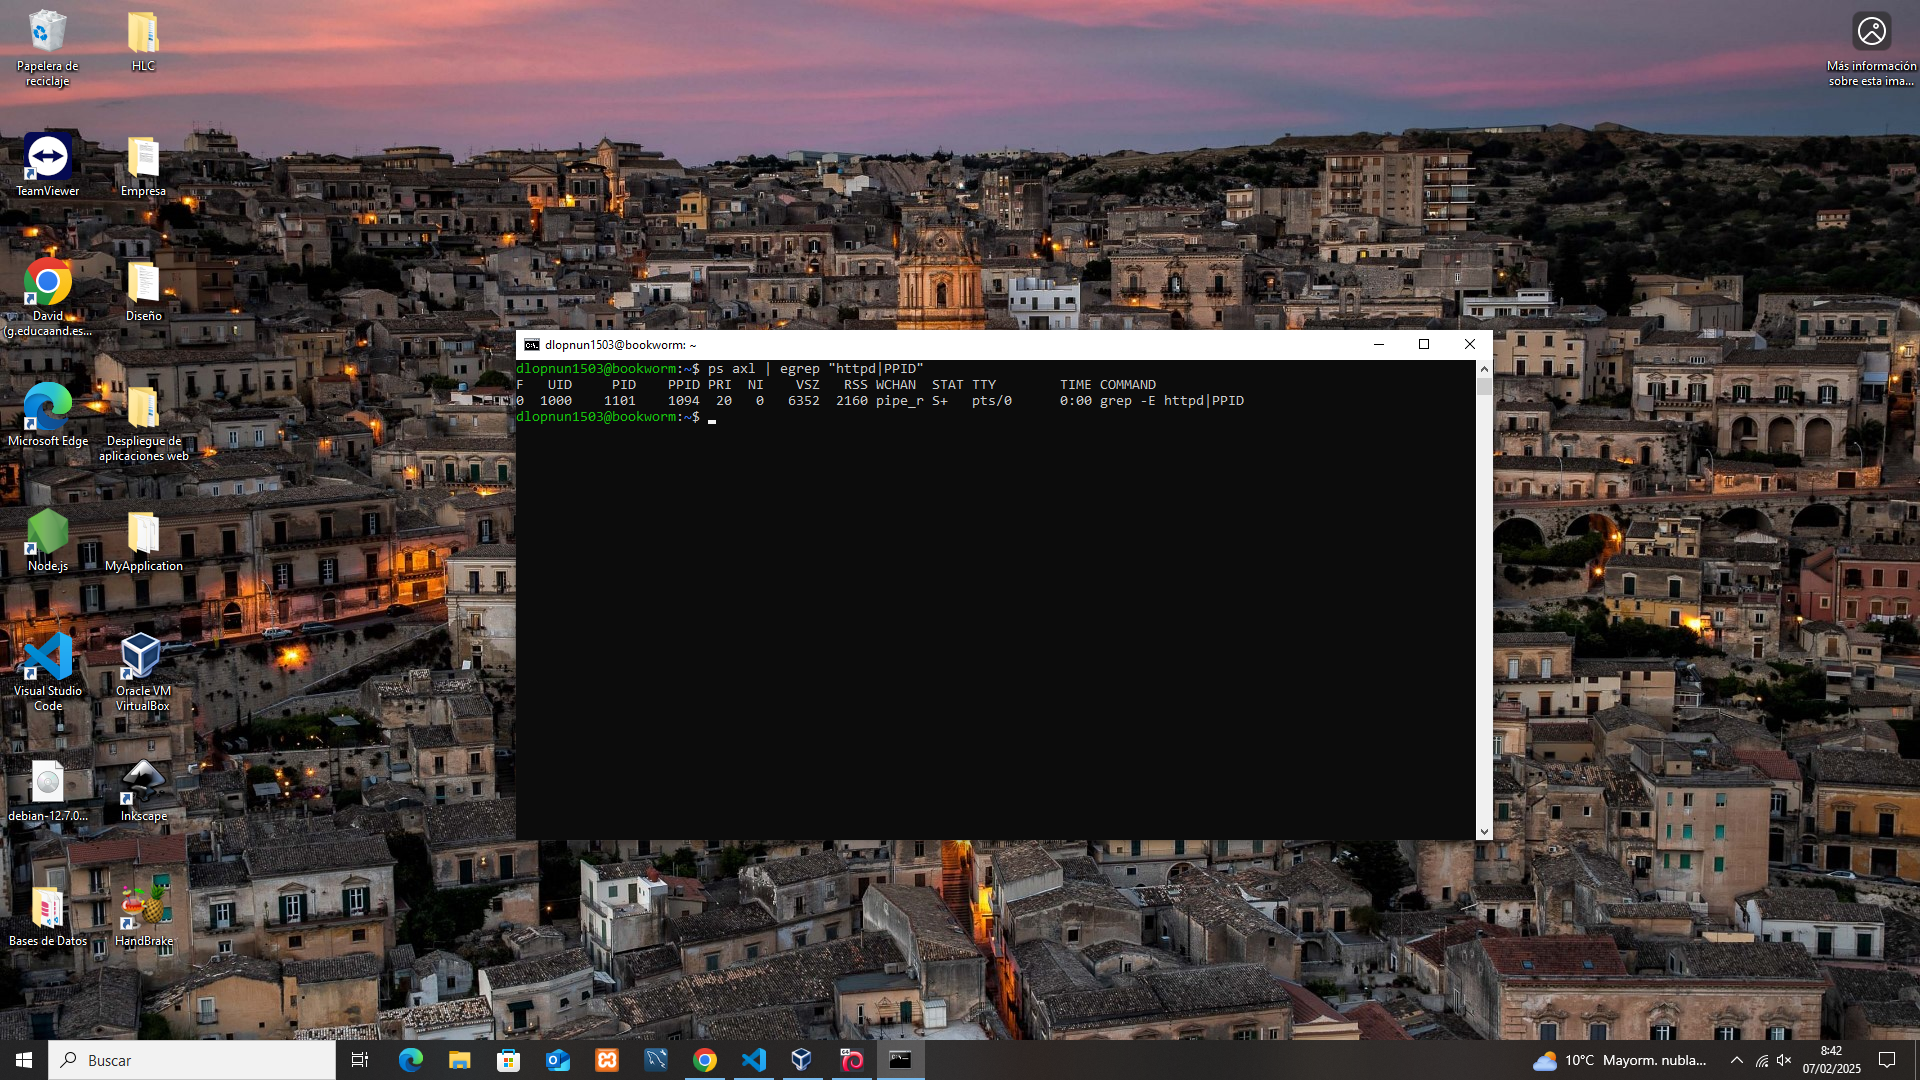 Papelera de
reciclaje
HLC
Más información
sobre esta ima...
TeamViewer
Empresa
David
(g.educaand.es...
Diseño
Microsoft Edge
Despliegue de
aplicaciones web
Node.js
MyApplication
Visual Studio
Code
Oracle VM
VirtualBox
debian-12.7.0...
Inkscape
Bases de Datos
HandBrake
dlopnun1503@bookworm: ~
dlopnun1503@bookworm:~$ ps axl | egrep "httpd|PPID"
F   UID     PID    PPID PRI  NI    VSZ   RSS WCHAN  STAT TTY        TIME COMMAND
0  1000    1101    1094  20   0   6352  2160 pipe_r S+   pts/0      0:00 grep -E httpd|PPID
dlopnun1503@bookworm:~$
Buscar
10°C Mayorm. nubla...
8:42
07/02/2025